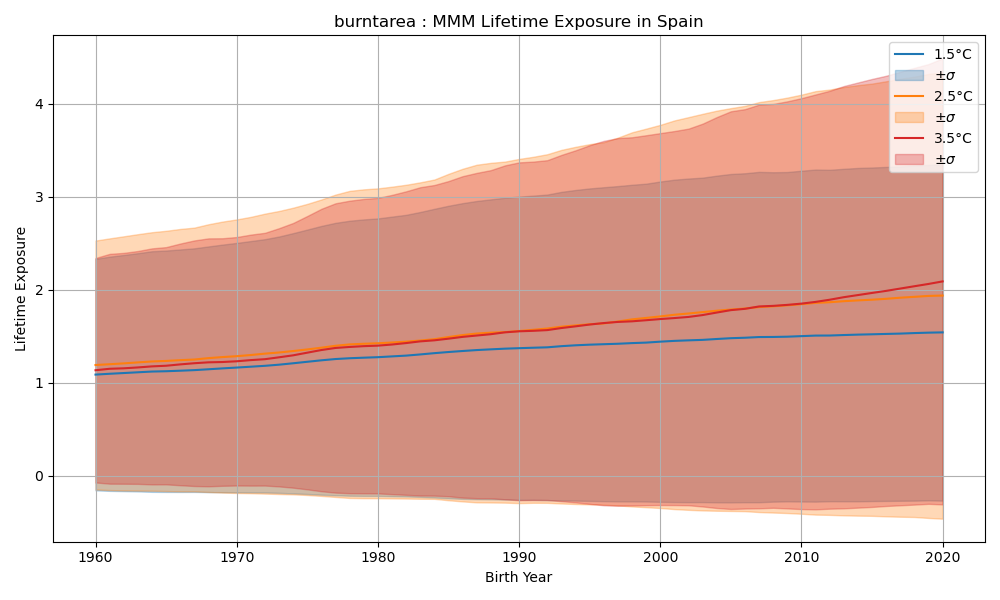 burntarea : MMM Lifetime Exposure in Spain
1.5°C
±σ
2.5°C
±σ
3.5°C
±σ
Lifetime Exposure
4
3
2
1
0
1960 1970 1980 1990 2000 2010 2020
Birth Year